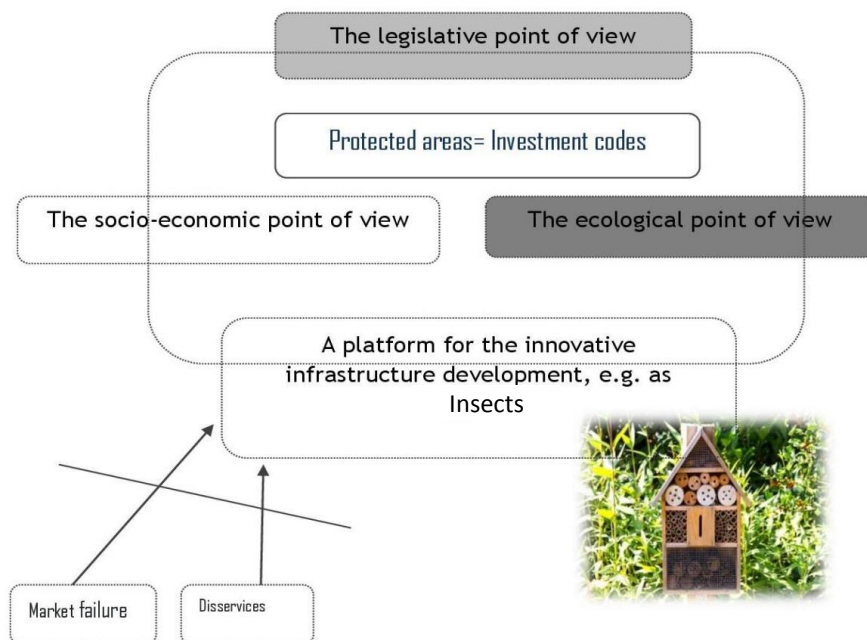 The legislative point of view
Protected areas= Investment codes
The socio-economic point of view
The ecological point of view
A platform for the innovative
infrastructure development, e.g. as
Insects
Market failure
Disservices